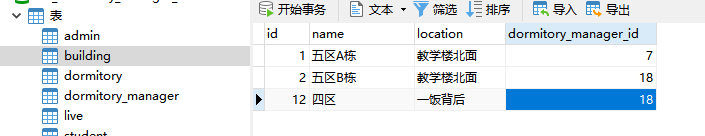 表
admin
building
dormitory
dormitory_manager
live
student
开始事务 文本 筛选 排序 导入 导出
id name location dormitory_manager_id
1 五区A栋 教学楼北面 7
2 五区B栋 教学楼北面 18
12 四区 一饭背后 18